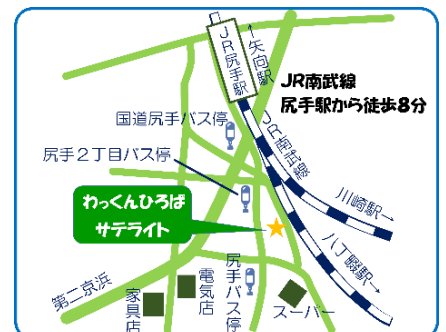 JR尻手駅
↑矢向駅
JR南武線
尻手駅から徒歩8分
国道尻手バス停
JR南武線
尻手2丁目バス停
川崎駅→
わっくんひろば
サテライト
八丁畷駅→
第二京浜
家具店
電気店
尻手バス停
スーパー